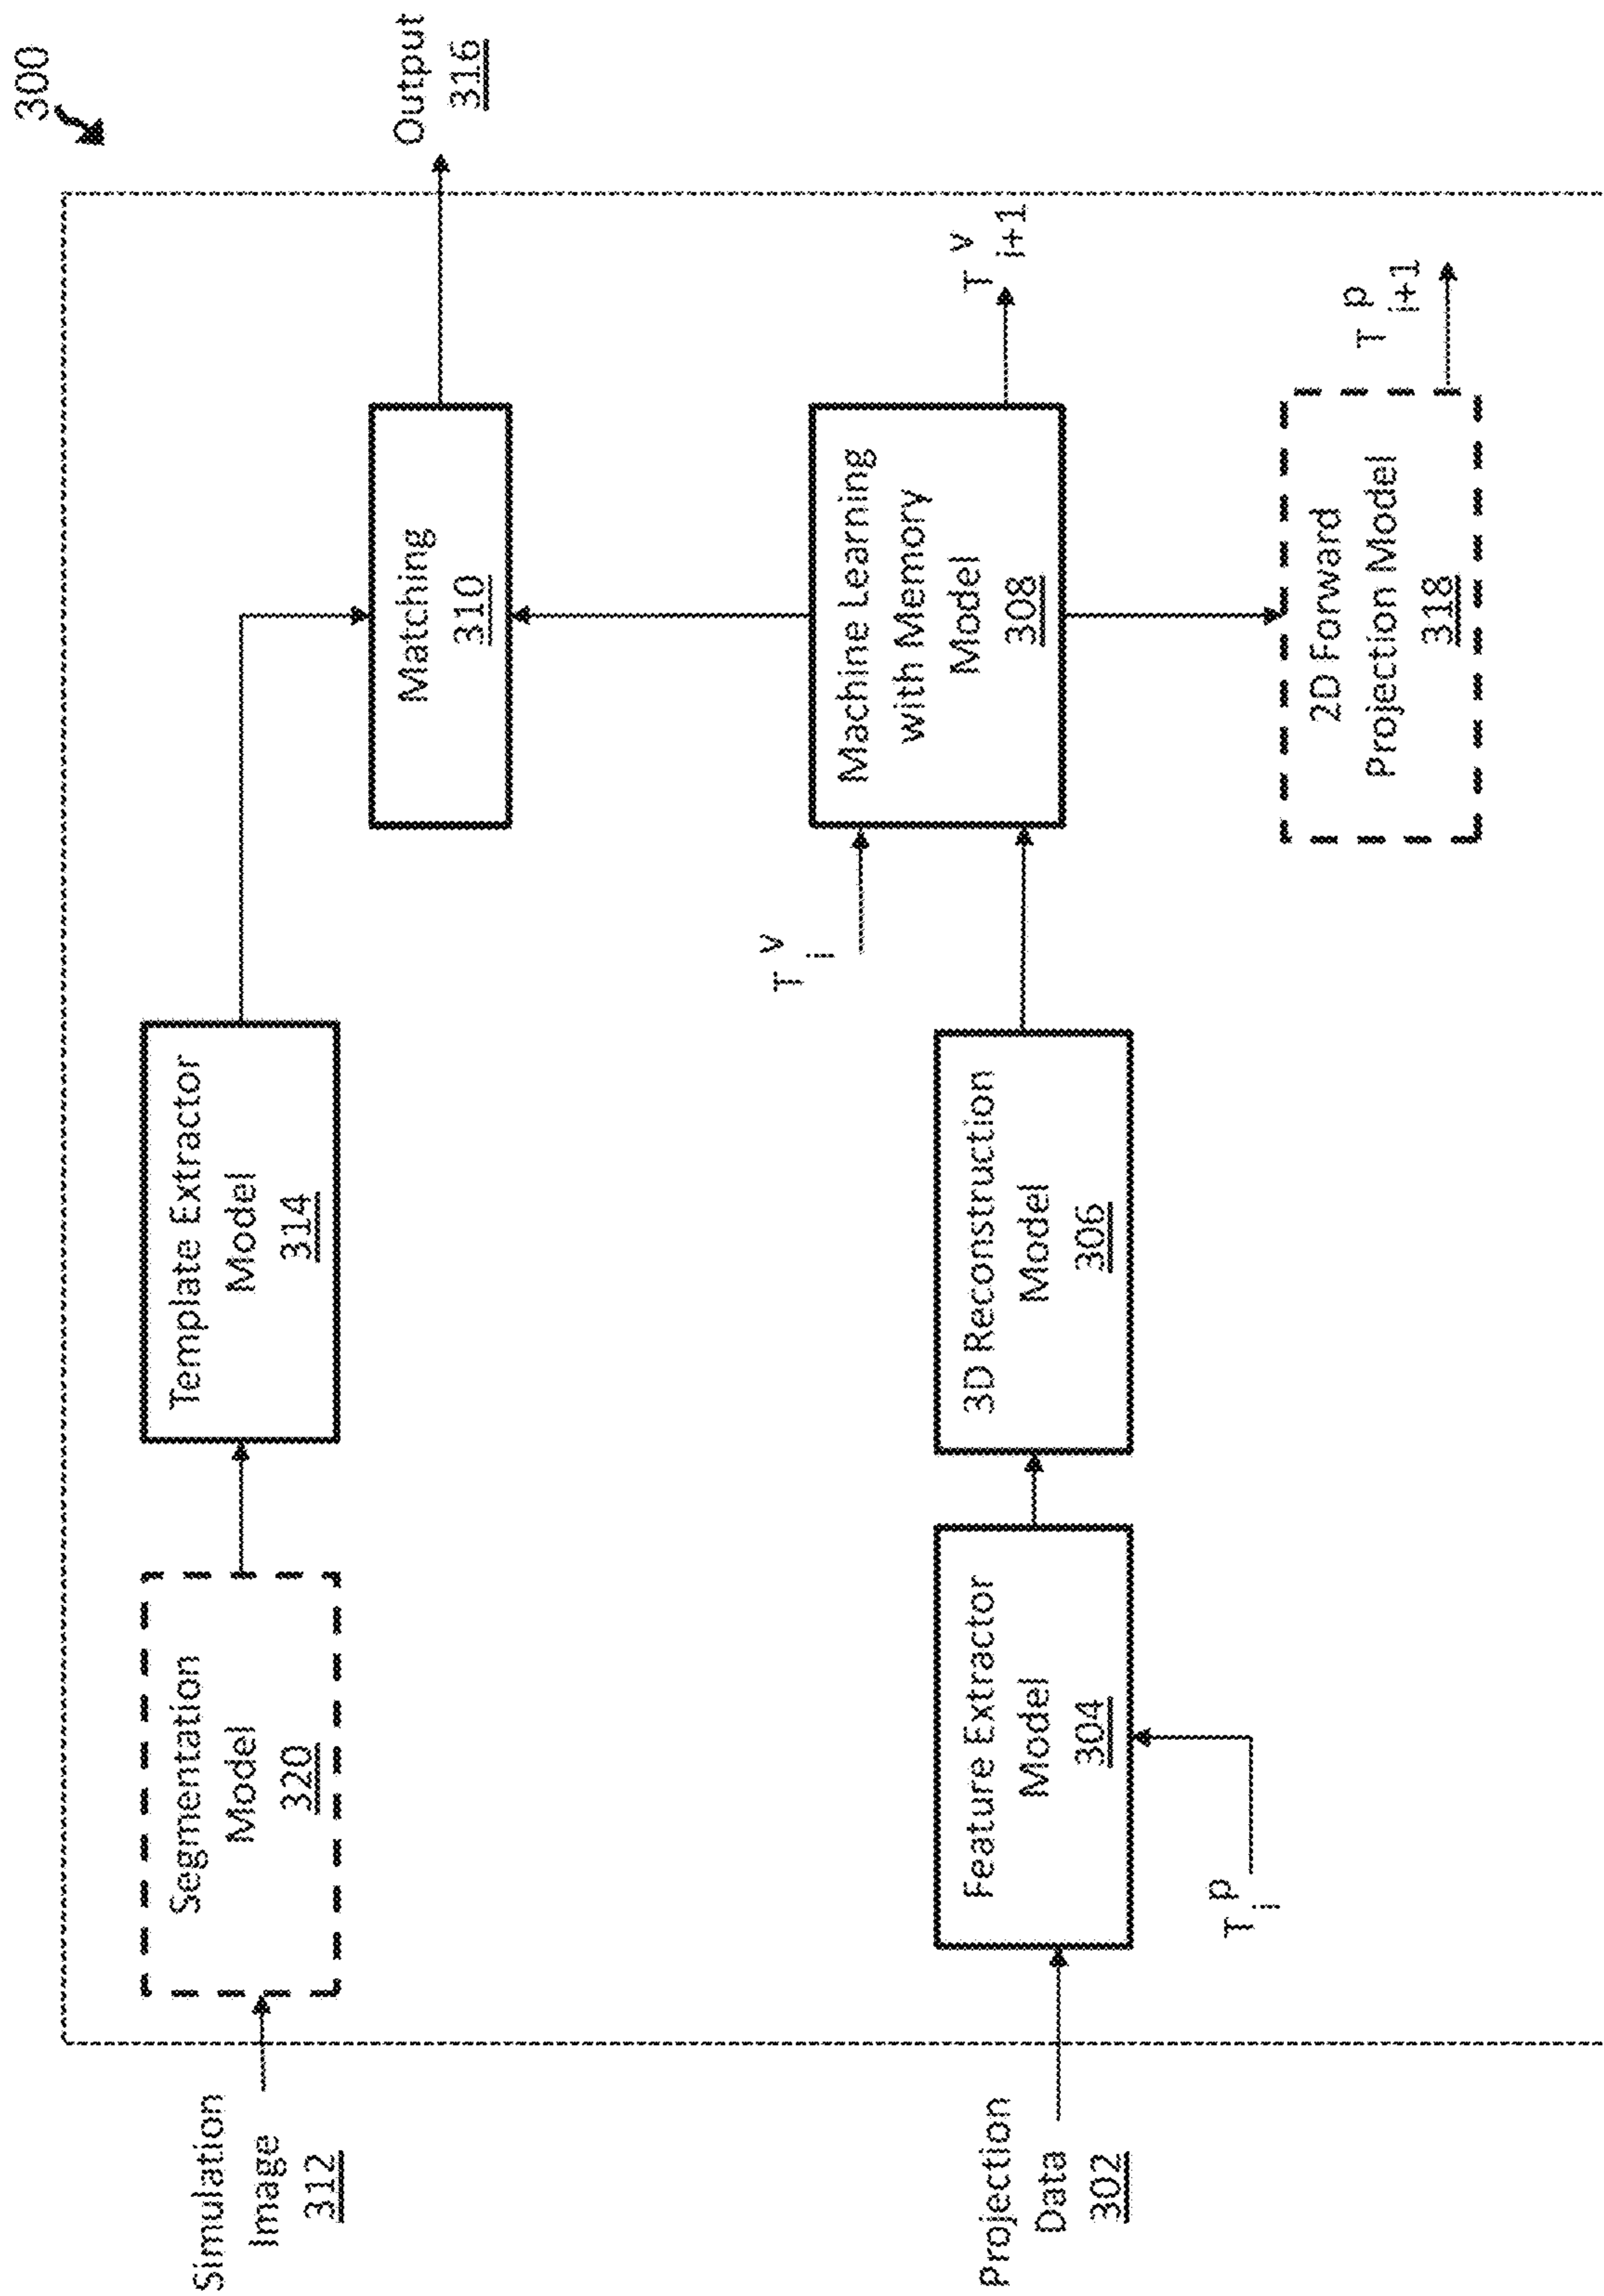 300
Simulation
Image
312
Segmentation
Model
320
Template Extractor
Model
314
Matching
310
Output
316
T v i
Machine Learning
with Memory
Model
308
T v i+1
Projection
Data
302
Feature Extractor
Model
304
3D Reconstruction
Model
306
T p i
2D Forward
Projection Model
318
T p i+1